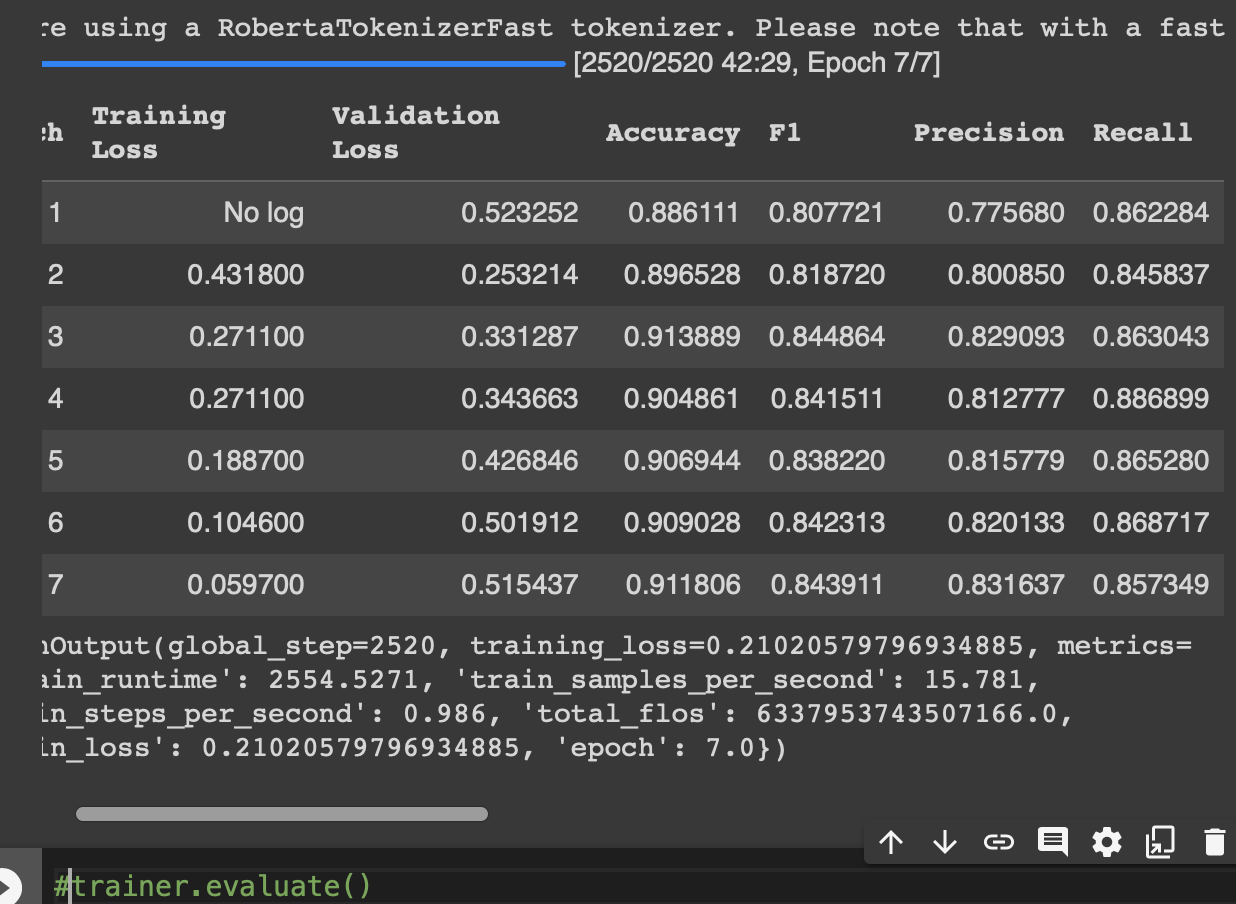 re using a RobertaTokenizerFast tokenizer. Please note that with a fast
[2520/2520 42:29, Epoch 7/7]
ch Training Loss Validation Loss Accuracy F1 Precision Recall
1 No log 0.523252 0.886111 0.807721 0.775680 0.862284
2 0.431800 0.253214 0.896528 0.818720 0.800850 0.845837
3 0.271100 0.331287 0.913889 0.844864 0.829093 0.863043
4 0.271100 0.343663 0.904861 0.841511 0.812777 0.886899
5 0.188700 0.426846 0.906944 0.838220 0.815779 0.865280
6 0.104600 0.501912 0.909028 0.842313 0.820133 0.868717
7 0.059700 0.515437 0.911806 0.843911 0.831637 0.857349
nOutput(global_step=2520, training_loss=0.21020579796934885, metrics=
ain_runtime': 2554.5271, 'train_samples_per_second': 15.781,
in_steps_per_second': 0.986, 'total_flos': 6337953743507166.0,
in_loss': 0.21020579796934885, 'epoch': 7.0})
#trainer.evaluate()